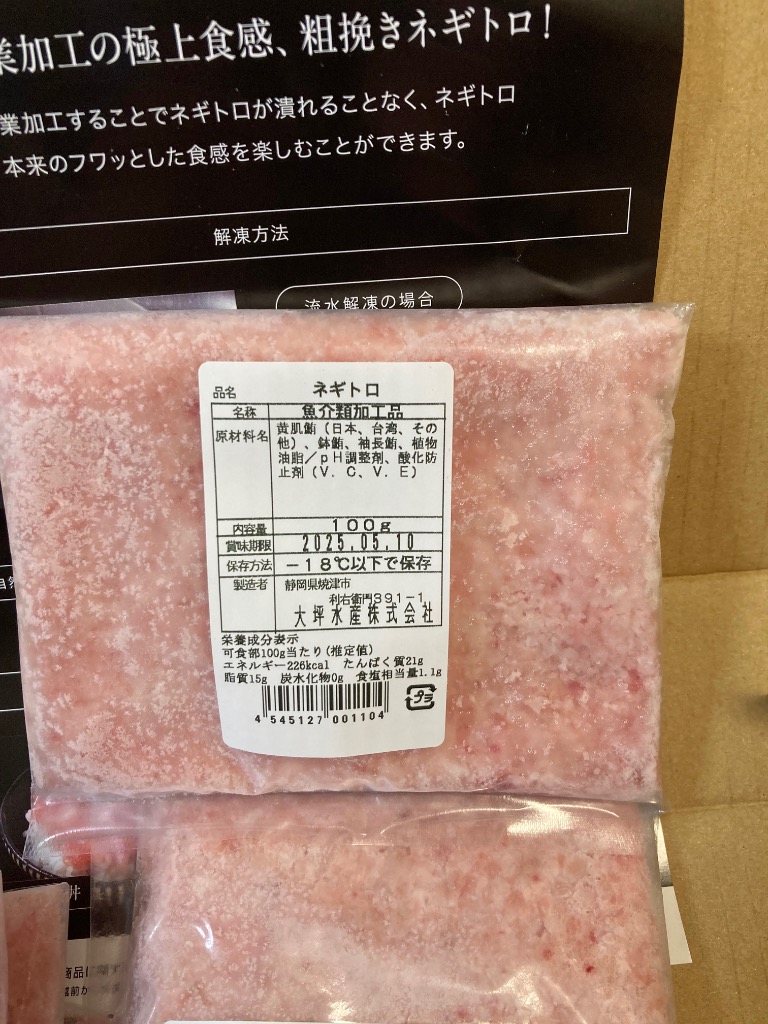 業加工の極上食感、粗挽きネギトロ!
業加工することでネギトロが潰れることなく、ネギトロ
本来のフワッとした食感を楽しむことができます。
解凍方法
流水解凍の場合
品名 ネギトロ
名称 魚介類加工品
原材料名 黄肌鮪（日本、台湾、その
他）、鉢鮪、袖長鮪、植物
油脂／ｐＨ調整剤、酸化防
止剤（Ｖ．Ｃ、Ｖ．Ｅ）
内容量 １００ｇ
賞味期限 2025.05.10
保存方法 －１８℃以下で保存
製造者 静岡県焼津市
利右衛門３９１－１
大坪水産株式会社
栄養成分表示
可食部100g当たり(推定値)
エネルギー226kcal たんぱく質21g
脂質15g 炭水化物0g 食塩相当量1.1g
プラ
4 545127 001104
丼
商品に